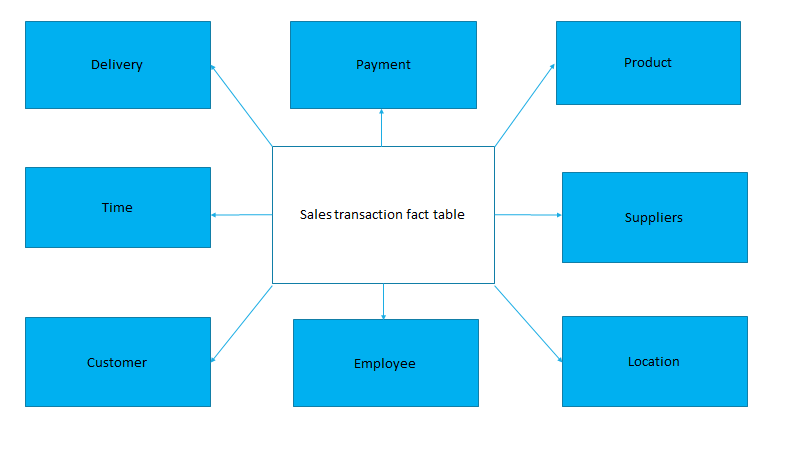 Delivery
Payment
Product
Time
Sales transaction fact table
Suppliers
Customer
Employee
Location